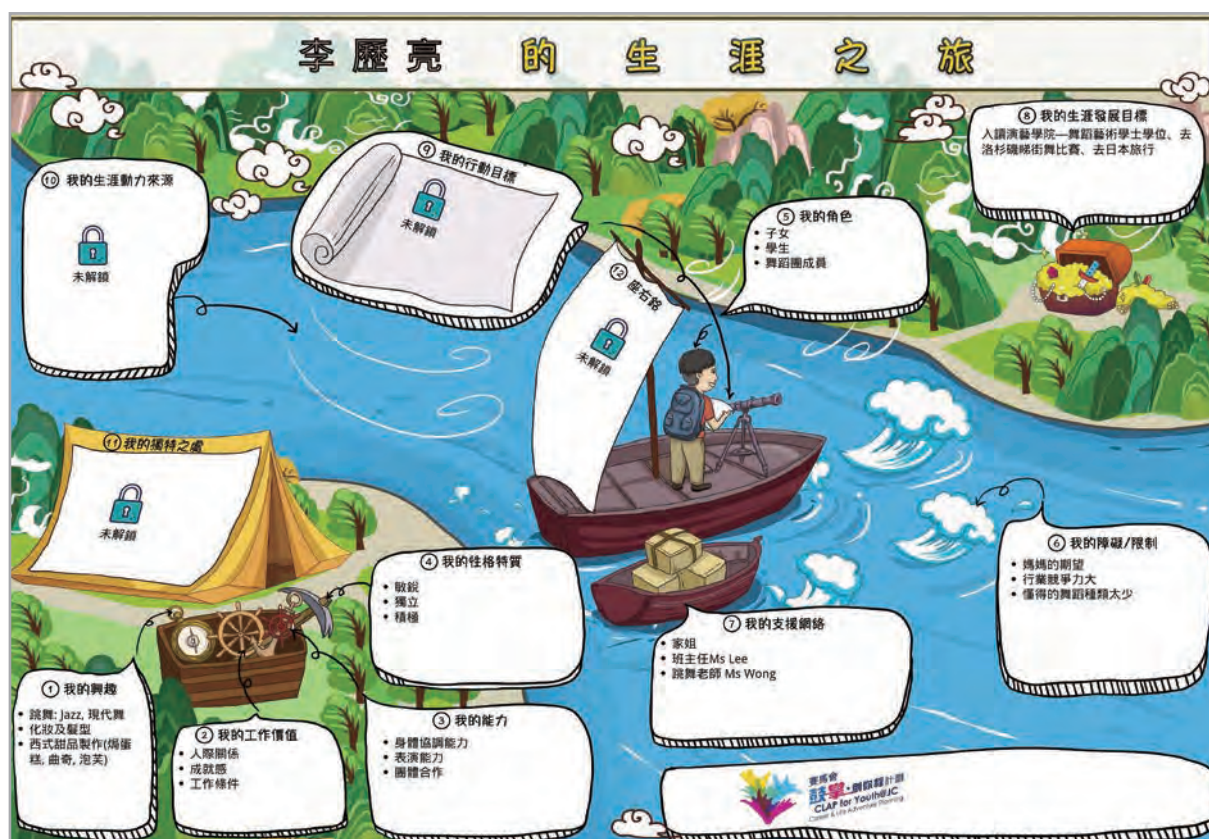 李歷亮 的生涯之旅
⑩ 我的生涯動力來源
未解鎖
⑨ 我的行動目標
未解鎖
⑧ 我的生涯發展目標
入讀演藝學院—舞蹈藝術學士學位、去
洛杉磯睇街舞比賽、去日本旅行
⑤ 我的角色
• 子女
• 學生
• 舞蹈團成員
⑫ 座右銘
未解鎖
⑪ 我的獨特之處
未解鎖
④ 我的性格特質
• 敏銳
• 獨立
• 積極
⑥ 我的障礙/限制
• 媽媽的期望
• 行業競爭力大
• 懂得的舞蹈種類太少
⑦ 我的支援網絡
• 家姐
• 班主任Ms Lee
• 跳舞老師 Ms Wong
① 我的興趣
• 跳舞: Jazz, 現代舞
• 化妝及髮型
• 西式甜品製作(焗蛋
糕, 曲奇, 泡芙)
② 我的工作價值
• 人際關係
• 成就感
• 工作條件
③ 我的能力
• 身體協調能力
• 表演能力
• 團體合作
賽馬會
鼓掌·創你程計劃
CLAP for Youth@JC
Career & Life Adventure Planning